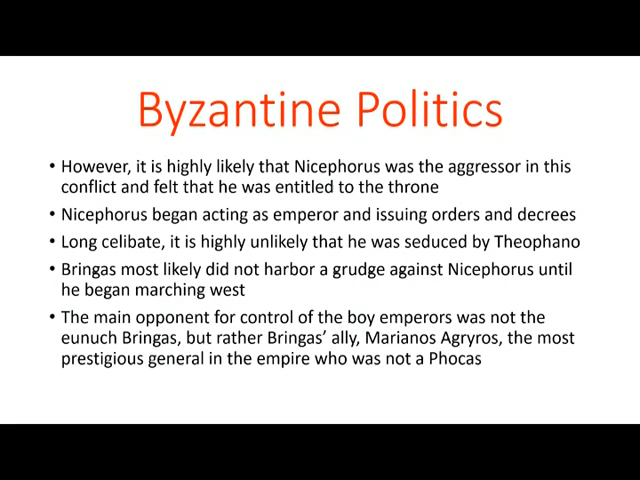 Byzantine Politics
• However, it is highly likely that Nicephorus was the aggressor in this
conflict and felt that he was entitled to the throne
• Nicephorus began acting as emperor and issuing orders and decrees
• Long celibate, it is highly unlikely that he was seduced by Theophano
• Bringas most likely did not harbor a grudge against Nicephorus until
he began marching west
• The main opponent for control of the boy emperors was not the
eunuch Bringas, but rather Bringas’ ally, Marianos Agryros, the most
prestigious general in the empire who was not a Phocas